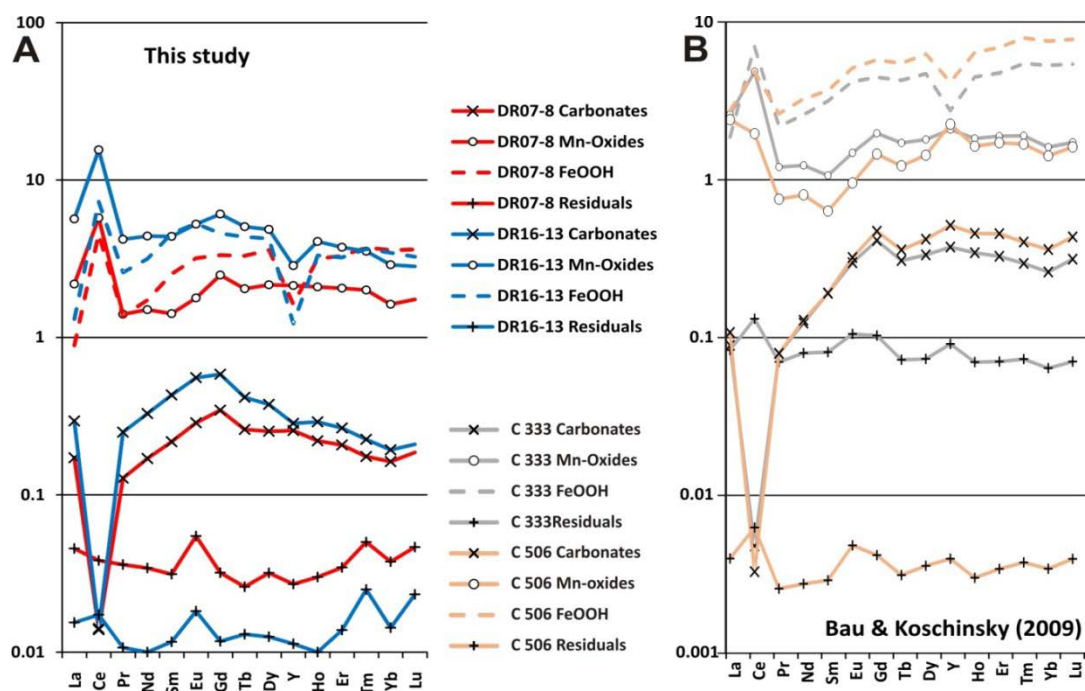 A
This study
100
10
1
0.1
0.01
La Ce Pr Nd Sm Eu Gd Tb Dy Y Ho Er Tm Yb Lu
DR07-8 Carbonates
DR07-8 Mn-Oxides
DR07-8 FeOOH
DR07-8 Residuals
DR16-13 Carbonates
DR16-13 Mn-Oxides
DR16-13 FeOOH
DR16-13 Residuals
C 333 Carbonates
C 333 Mn-Oxides
C 333 FeOOH
C 333Residuals
C 506 Carbonates
C 506 Mn-oxides
C 506 FeOOH
C 506 Residuals
B
10
1
0.1
0.01
0.001
Bau & Koschinsky (2009)
La Ce Pr Nd Sm Eu Gd Tb Dy Y Ho Er Tm Yb Lu